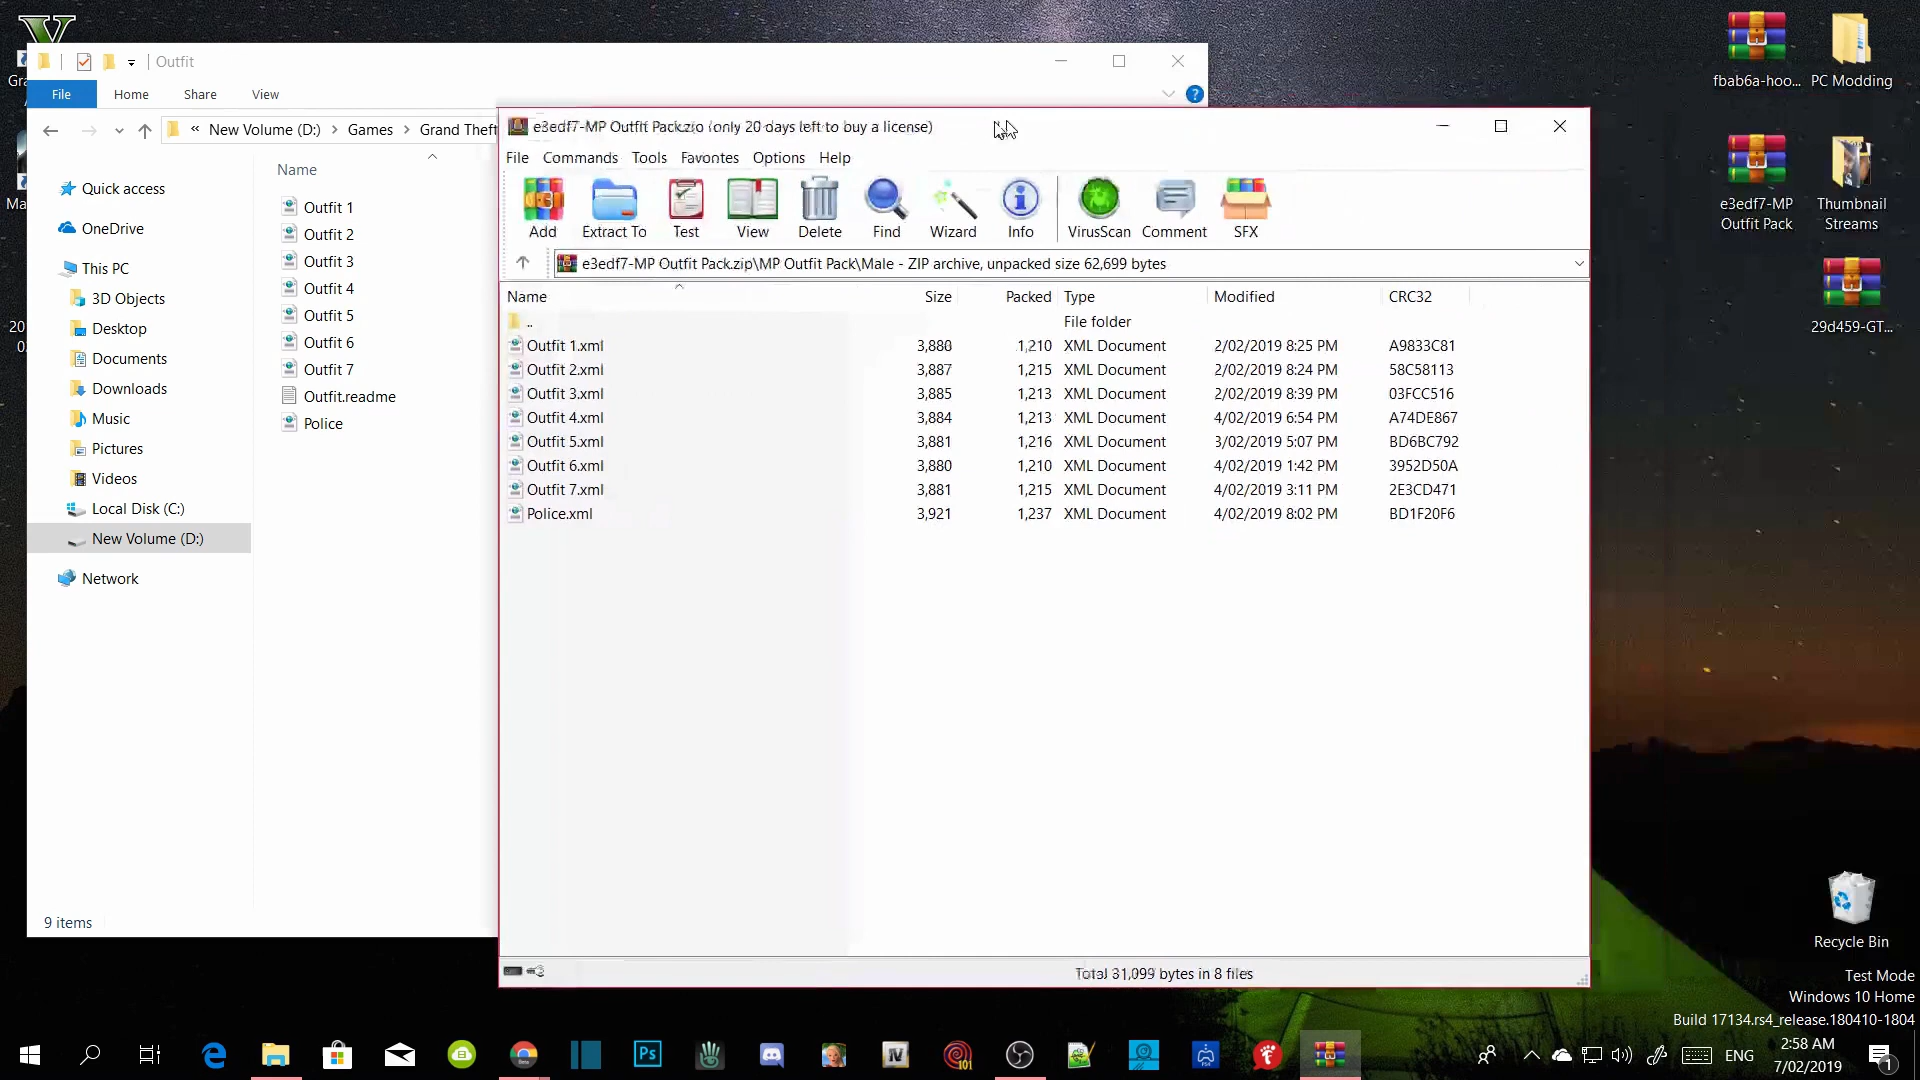 Outfit
File Home Share View
« New Volume (D:) Games Grand Theft
Quick access
OneDrive
This PC
3D Objects
Desktop
Documents
Downloads
Music
Pictures
Videos
Local Disk (C:)
New Volume (D:)
Network
Name
Outfit 1
Outfit 2
Outfit 3
Outfit 4
Outfit 5
Outfit 6
Outfit 7
Outfit.readme
Police
9 items
e3edf7-MP Outfit Pack.zip (only 20 days left to buy a license)
File Commands Tools Favorites Options Help
Add Extract To Test View Delete Find Wizard Info VirusScan Comment SFX
e3edf7-MP Outfit Pack.zip\MP Outfit Pack\Male - ZIP archive, unpacked size 62,699 bytes
Name Size Packed Type Modified CRC32
.. File folder
Outfit 1.xml 3,880 1,210 XML Document 2/02/2019 8:25 PM A9833C81
Outfit 2.xml 3,887 1,215 XML Document 2/02/2019 8:24 PM 58C58113
Outfit 3.xml 3,885 1,213 XML Document 2/02/2019 8:39 PM 03FCC516
Outfit 4.xml 3,884 1,213 XML Document 4/02/2019 6:54 PM A74DE867
Outfit 5.xml 3,881 1,216 XML Document 3/02/2019 5:07 PM BD6BC792
Outfit 6.xml 3,880 1,210 XML Document 4/02/2019 1:42 PM 3952D50A
Outfit 7.xml 3,881 1,215 XML Document 4/02/2019 3:11 PM 2E3CD471
Police.xml 3,921 1,237 XML Document 4/02/2019 8:02 PM BD1F20F6
Total 31,099 bytes in 8 files
fbab6a-hoo...
PC Modding
e3edf7-MP
Outfit Pack
Thumbnail
Streams
29d459-GT...
Recycle Bin
Test Mode
Windows 10 Home
Build 17134.rs4_release.180410-1804
Ps
IV
101
ENG
2:58 AM
7/02/2019
1